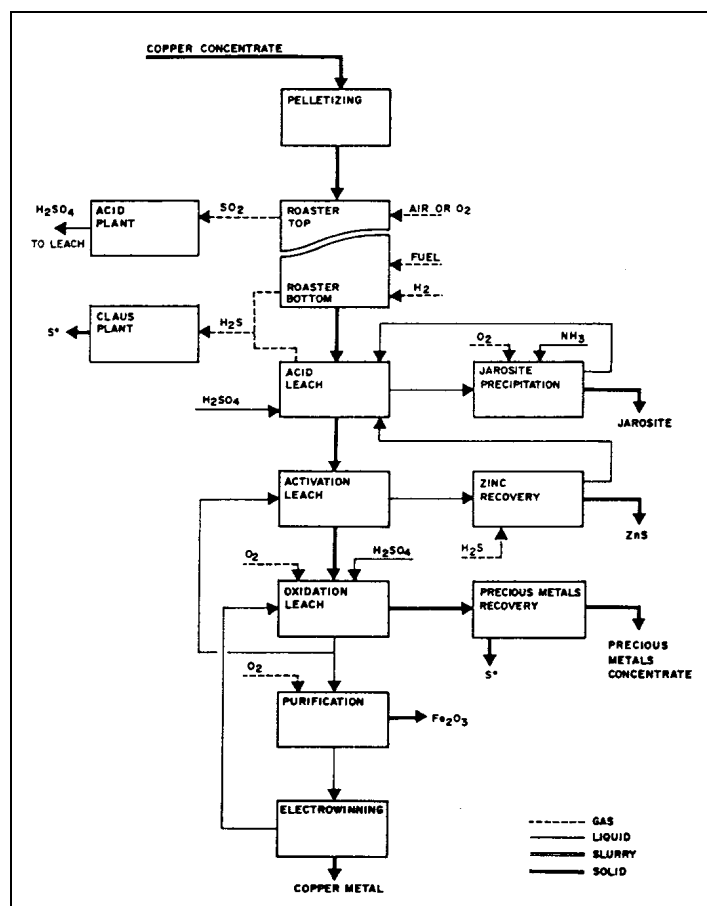 COPPER CONCENTRATE
PELLETIZING
H2SO4
TO LEACH
ACID
PLANT
SO2
ROASTER
TOP
AIR OR O2
FUEL
ROASTER
BOTTOM
H2
S°
CLAUS
PLANT
H2S
O2
NH3
ACID
LEACH
JAROSITE
PRECIPITATION
H2SO4
JAROSITE
ACTIVATION
LEACH
ZINC
RECOVERY
H2S
ZnS
O2
H2SO4
OXIDATION
LEACH
PRECIOUS METALS
RECOVERY
S°
PRECIOUS
METALS
CONCENTRATE
O2
PURIFICATION
Fe2O3
ELECTROWINNING
COPPER METAL
GAS
LIQUID
SLURRY
SOLID